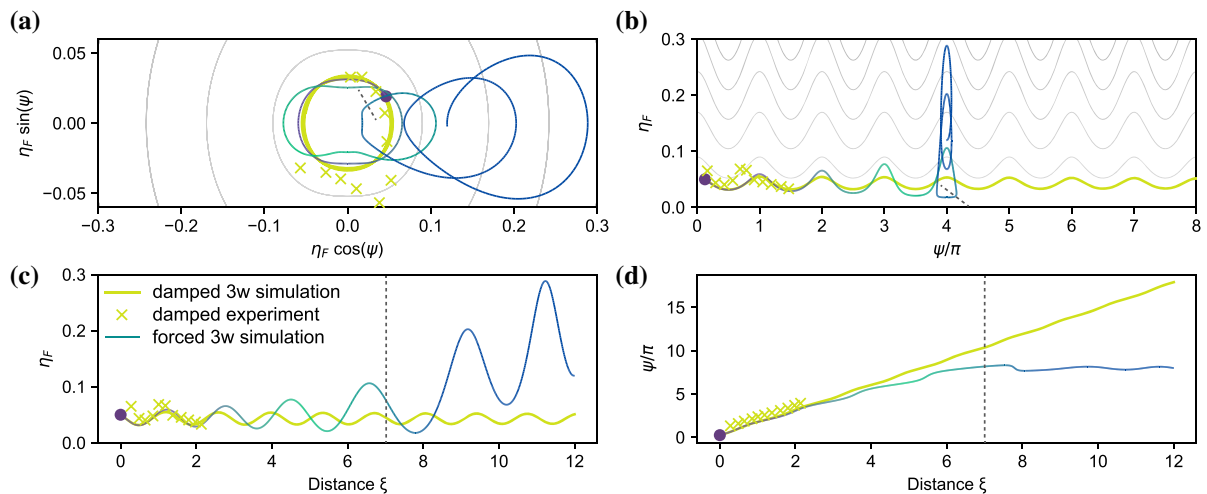 (a)
0.05
0.00
−0.05
η_F sin(ψ)
−0.3 −0.2 −0.1 0.0 0.1 0.2 0.3
η_F cos(ψ)
(b)
0.3
0.2
0.1
0.0
η_F
0 1 2 3 4 5 6 7 8
ψ/π
(c)
0.3
0.2
0.1
0.0
η_F
damped 3w simulation
damped experiment
forced 3w simulation
0 2 4 6 8 10 12
Distance ξ
(d)
15
10
5
0
ψ/π
0 2 4 6 8 10 12
Distance ξ